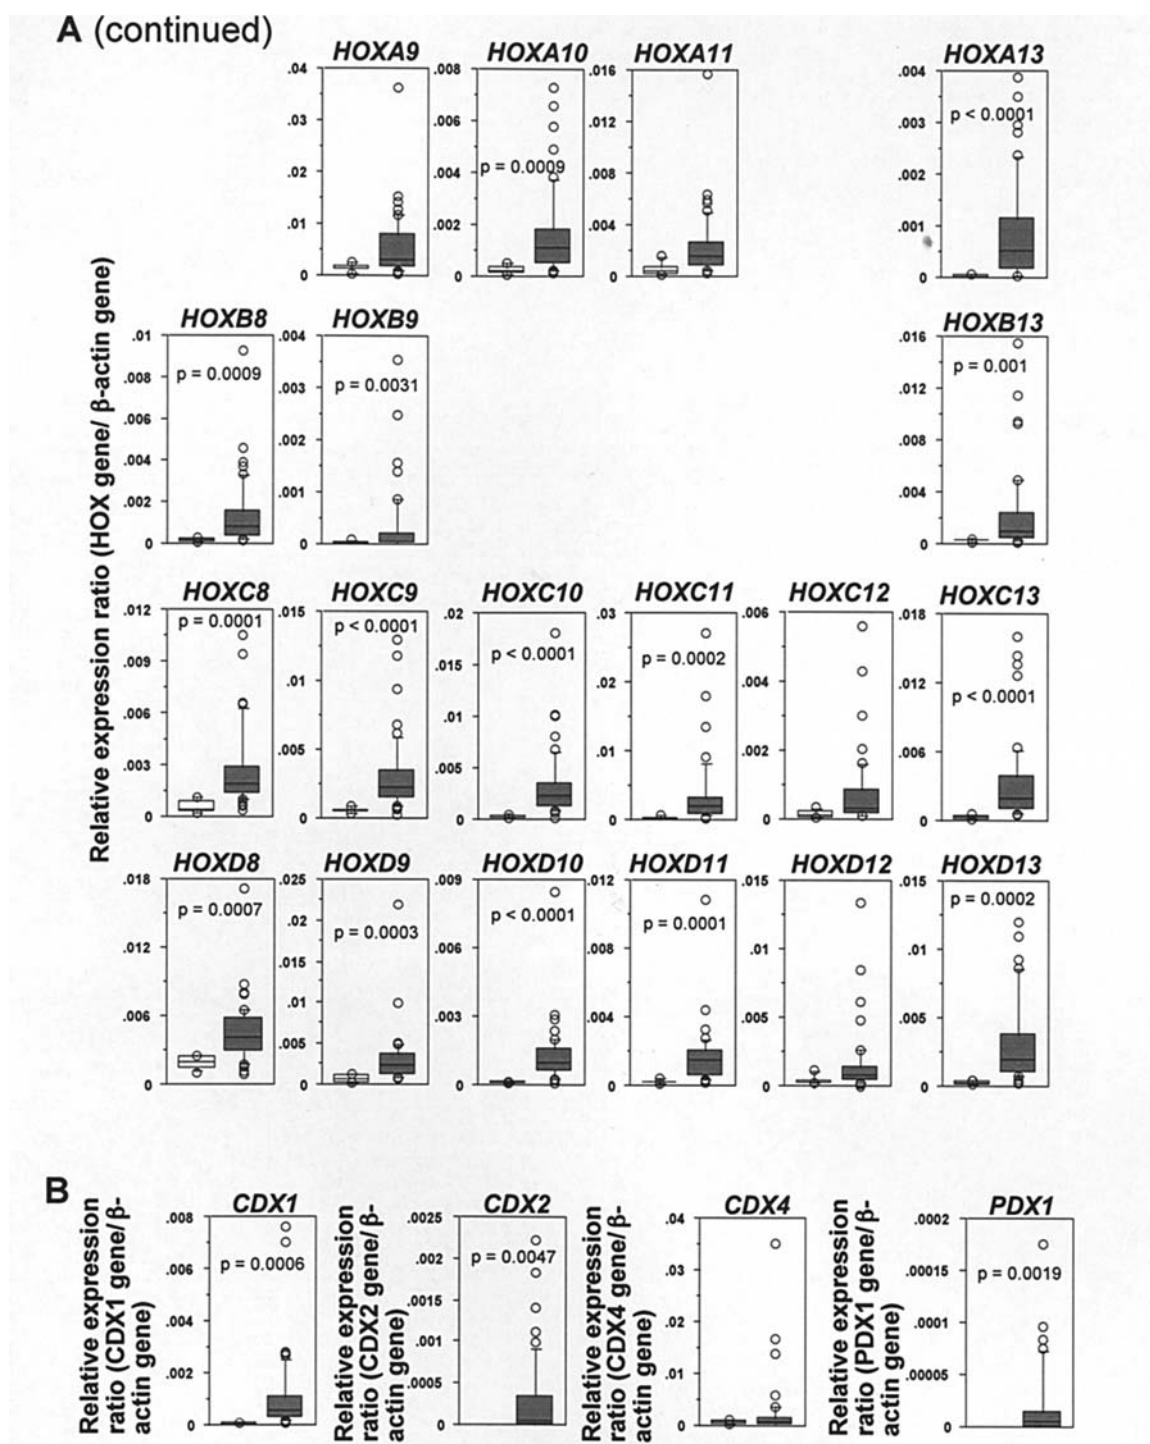 A (continued)
HOXA9 HOXA10 HOXA11 HOXA13
.04 .03 .02 .01 0
.008 .006 .004 .002 0
p = 0.0009
.016 .012 .008 .004 0
.004 .003 .002 .001 0
p < 0.0001
Relative expression ratio (HOX gene/ β-actin gene)
HOXB8 HOXB9 HOXB13
.01 .008 .006 .004 .002 0
p = 0.0009
.004 .003 .002 .001 0
p = 0.0031
.016 .012 .008 .004 0
p = 0.001
HOXC8 HOXC9 HOXC10 HOXC11 HOXC12 HOXC13
.012 .009 .006 .003 0
p = 0.0001
.015 .01 .005 0
p < 0.0001
.02 .015 .01 .005 0
p < 0.0001
.03 .02 .01 0
p = 0.0002
.006 .004 .002 0
.018 .012 .006 0
p < 0.0001
HOXD8 HOXD9 HOXD10 HOXD11 HOXD12 HOXD13
.018 .012 .006 0
p = 0.0007
.025 .02 .015 .01 .005 0
p = 0.0003
.009 .006 .003 0
p < 0.0001
.012 .008 .004 0
p = 0.0001
.015 .01 .005 0
.015 .01 .005 0
p = 0.0002
B
Relative expression
ratio (CDX1 gene/ β-
actin gene)
CDX1
.008 .006 .004 .002 0
p = 0.0006
Relative expression
ratio (CDX2 gene/ β-
actin gene)
CDX2
.0025 .002 .0015 .001 .0005 0
p = 0.0047
Relative expression
ratio (CDX4 gene/ β-
actin gene)
CDX4
.04 .03 .02 .01 0
Relative expression
ratio (PDX1 gene/ β-
actin gene)
PDX1
.0002 .00015 .0001 .00005 0
p = 0.0019